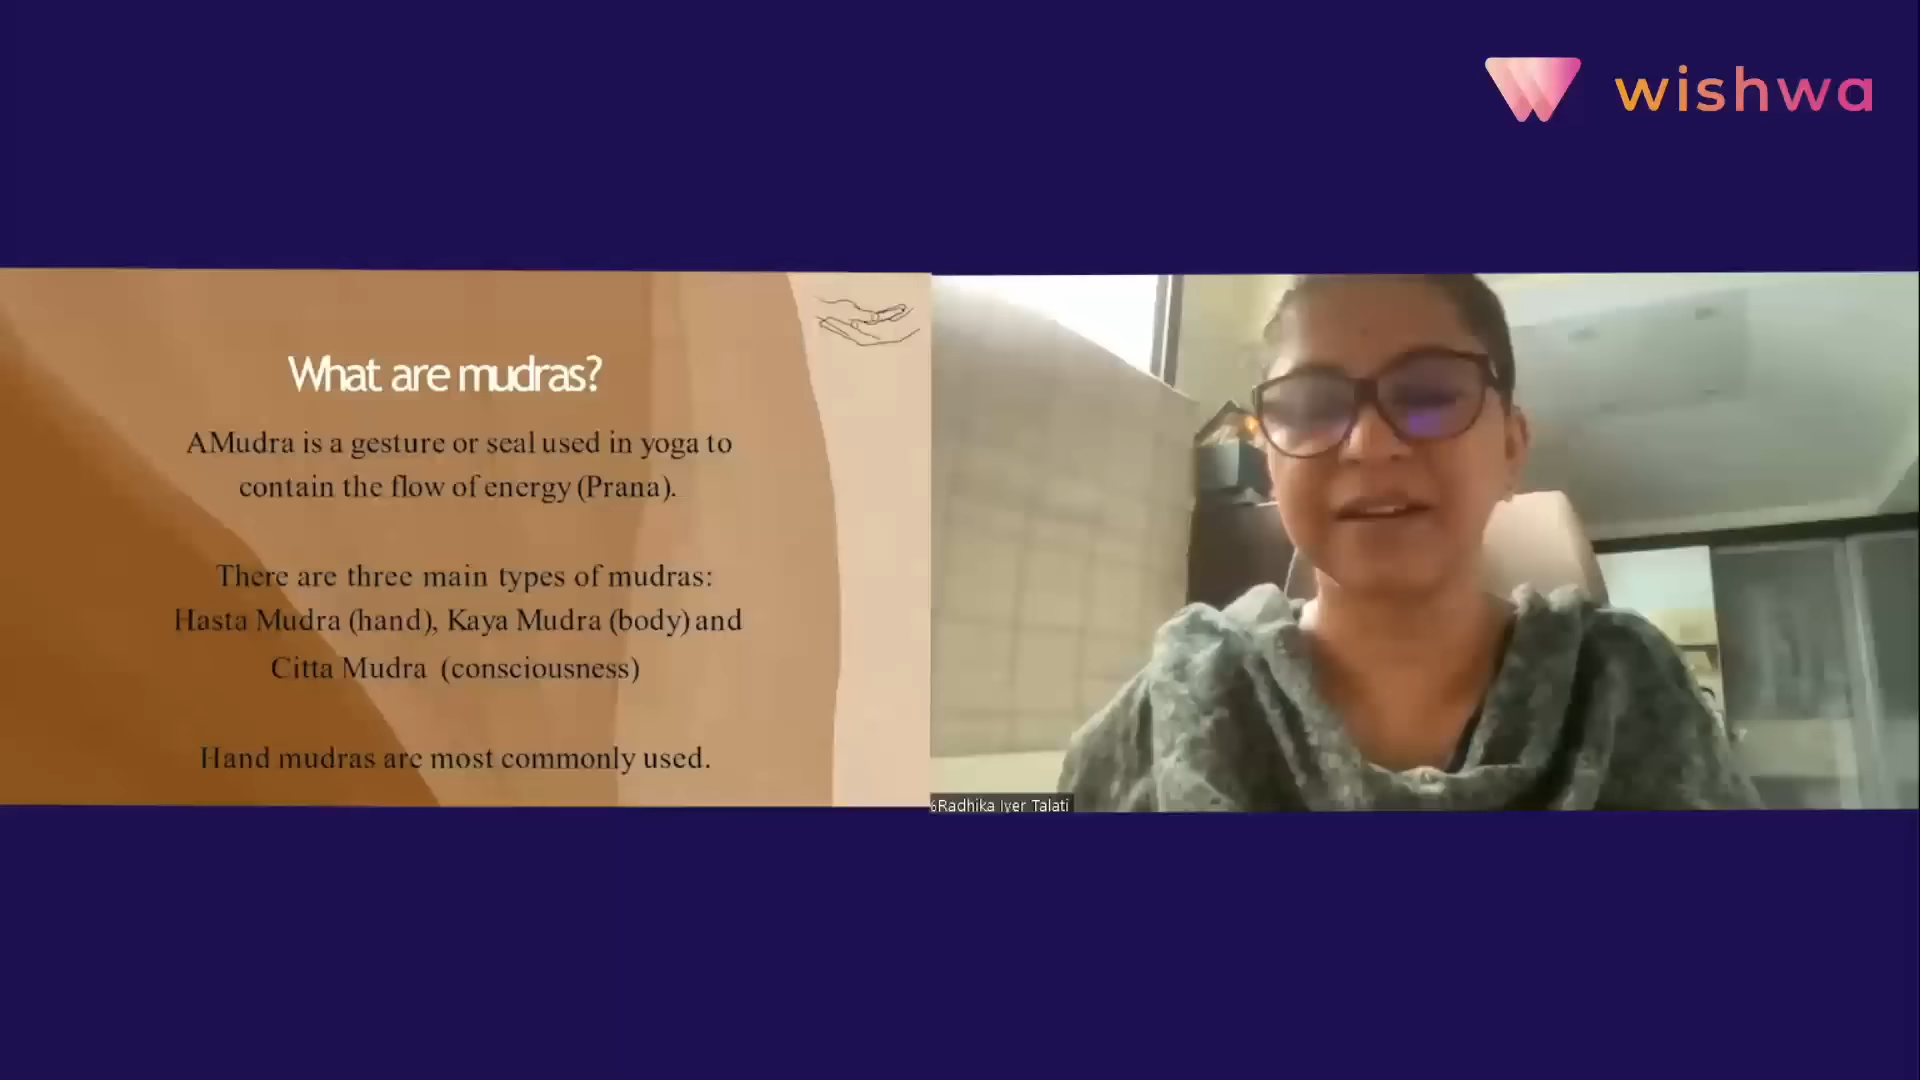 wishwa
What are mudras?
AMudra is a gesture or seal used in yoga to
contain the flow of energy (Prana).
There are three main types of mudras:
Hasta Mudra (hand), Kaya Mudra (body) and
Citta Mudra (consciousness)
Hand mudras are most commonly used.
Radhika Iyer Talati